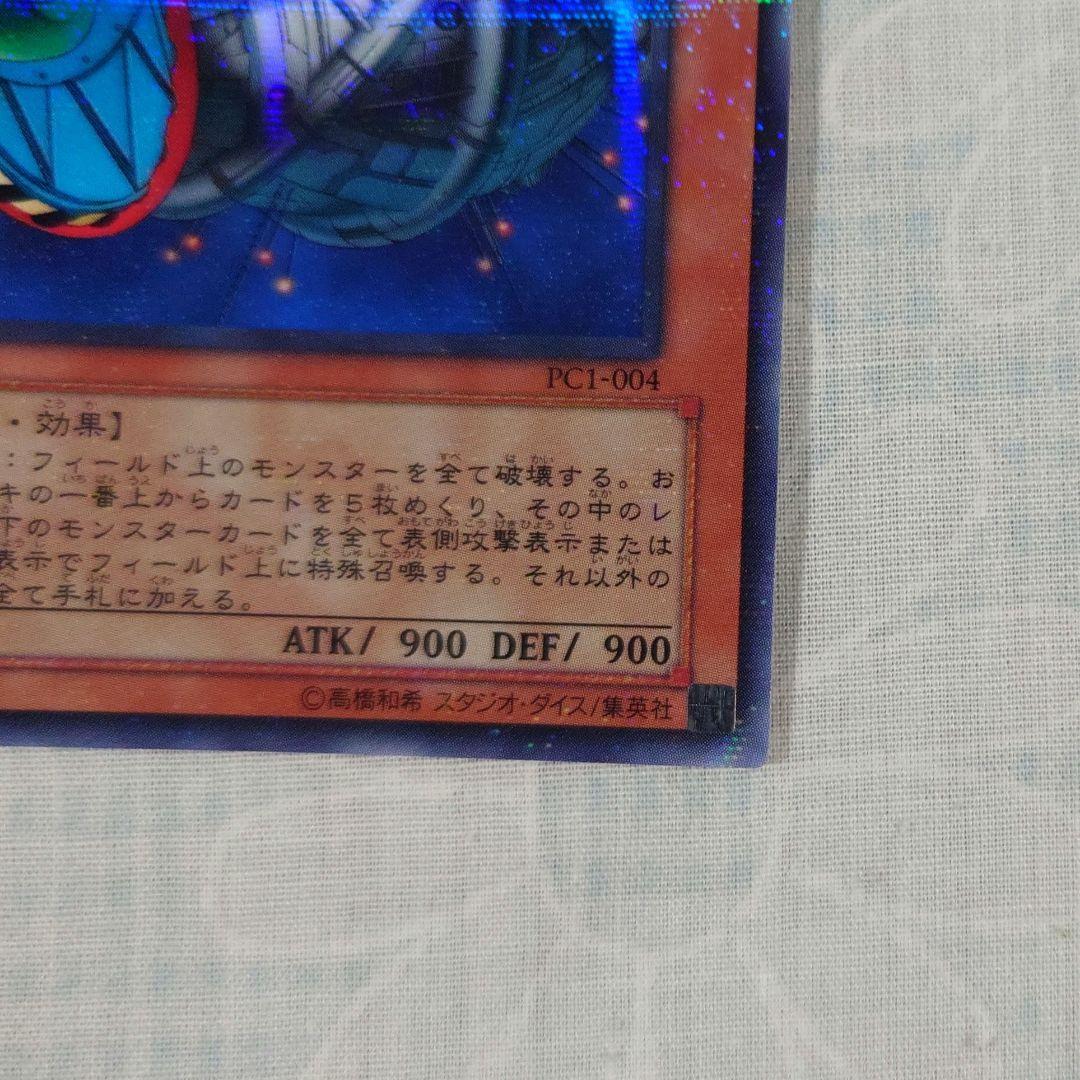 PC1-004
・効果】
：フィールド上のモンスターを全て破壊する。お
キの一番上からカードを５枚めくり、その中のレ
下のモンスターカードを全て表側攻撃表示または
表示でフィールド上に特殊召喚する。それ以外の
全て手札に加える。
ATK/ 900 DEF/ 900
©高橋和希 スタジオ・ダイス/集英社